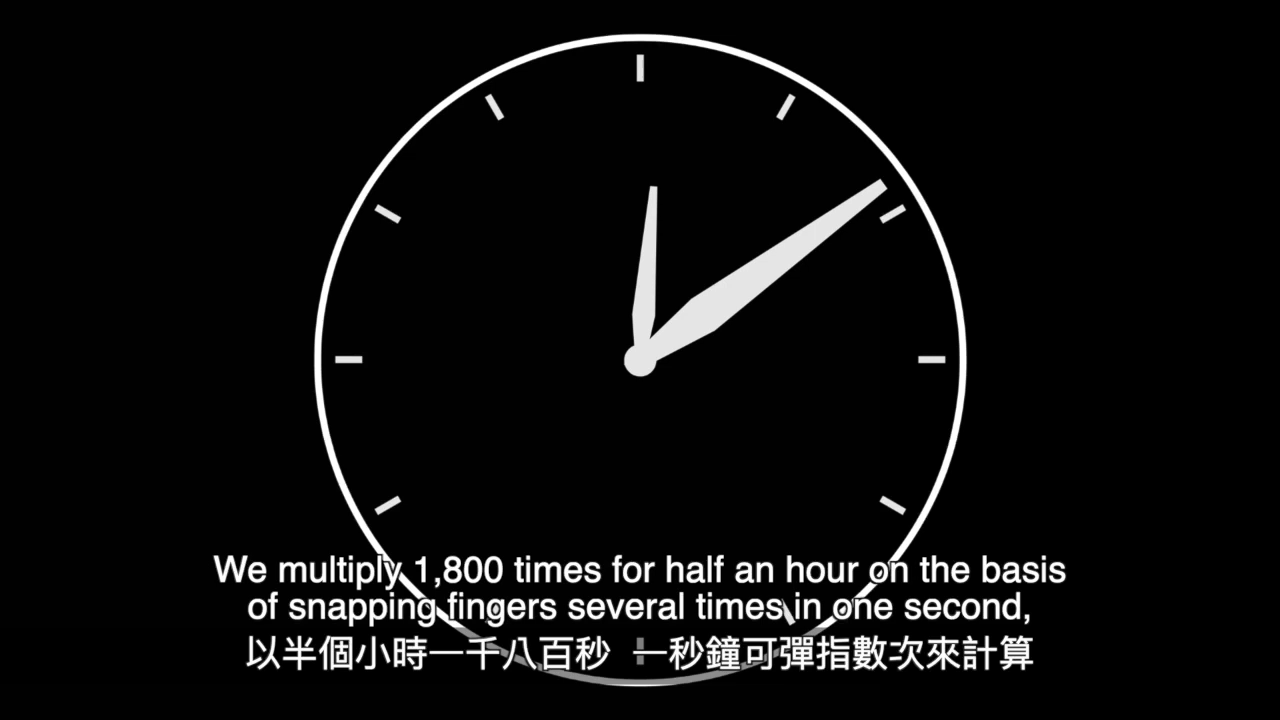 We multiply 1,800 times for half an hour on the basis
of snapping fingers several times in one second,
以半個小時一千八百秒 一秒鐘可彈指數次來計算